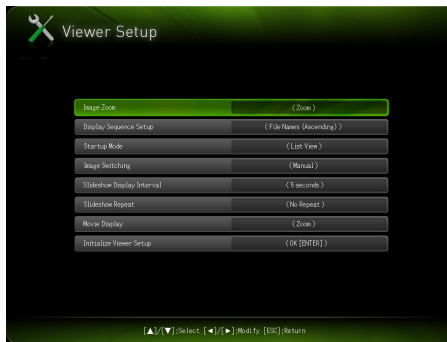 Viewer Setup
Image Zoom (Zoom)
Display Sequence Setup (File Names (Ascending))
Startup Mode (List View)
Image Switching (Manual)
Slideshow Display Interval (5 seconds)
Slideshow Repeat (No Repeat)
Movie Display (Zoom)
Initialize Viewer Setup (OK [ENTER])
[▲]/[▼]:Select [◄]/[►]:Modify [ESC]:Return